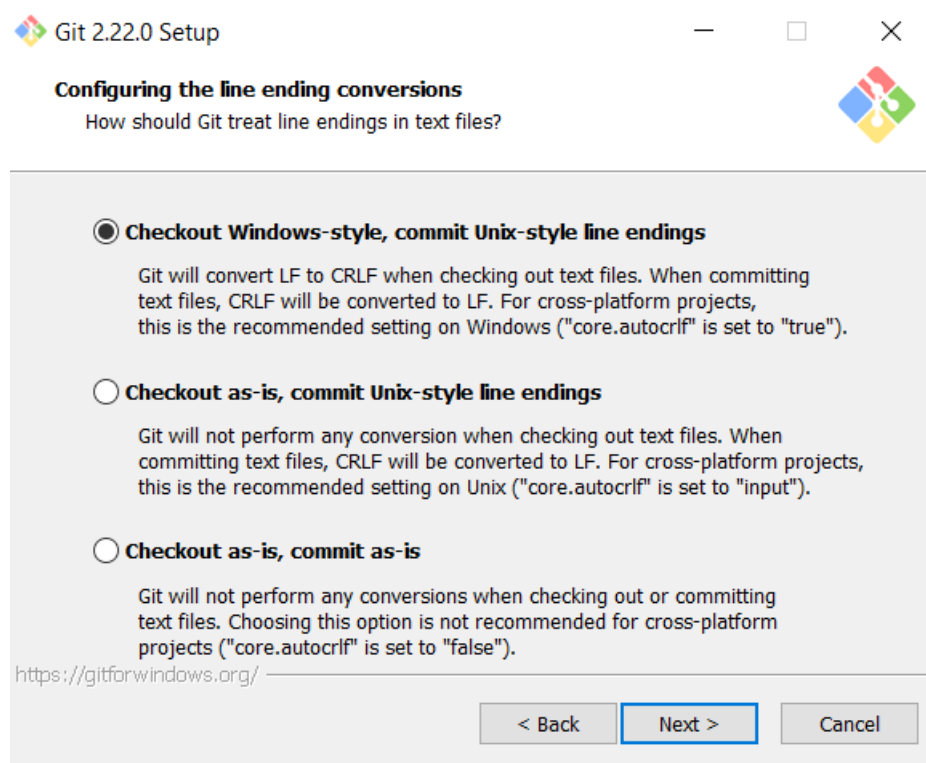 Git 2.22.0 Setup
Configuring the line ending conversions
How should Git treat line endings in text files?
Checkout Windows-style, commit Unix-style line endings
Git will convert LF to CRLF when checking out text files. When committing
text files, CRLF will be converted to LF. For cross-platform projects,
this is the recommended setting on Windows ("core.autocrlf" is set to "true").
Checkout as-is, commit Unix-style line endings
Git will not perform any conversion when checking out text files. When
committing text files, CRLF will be converted to LF. For cross-platform projects,
this is the recommended setting on Unix ("core.autocrlf" is set to "input").
Checkout as-is, commit as-is
Git will not perform any conversions when checking out or committing
text files. Choosing this option is not recommended for cross-platform
projects ("core.autocrlf" is set to "false").
https://gitforwindows.org/
< Back Next > Cancel